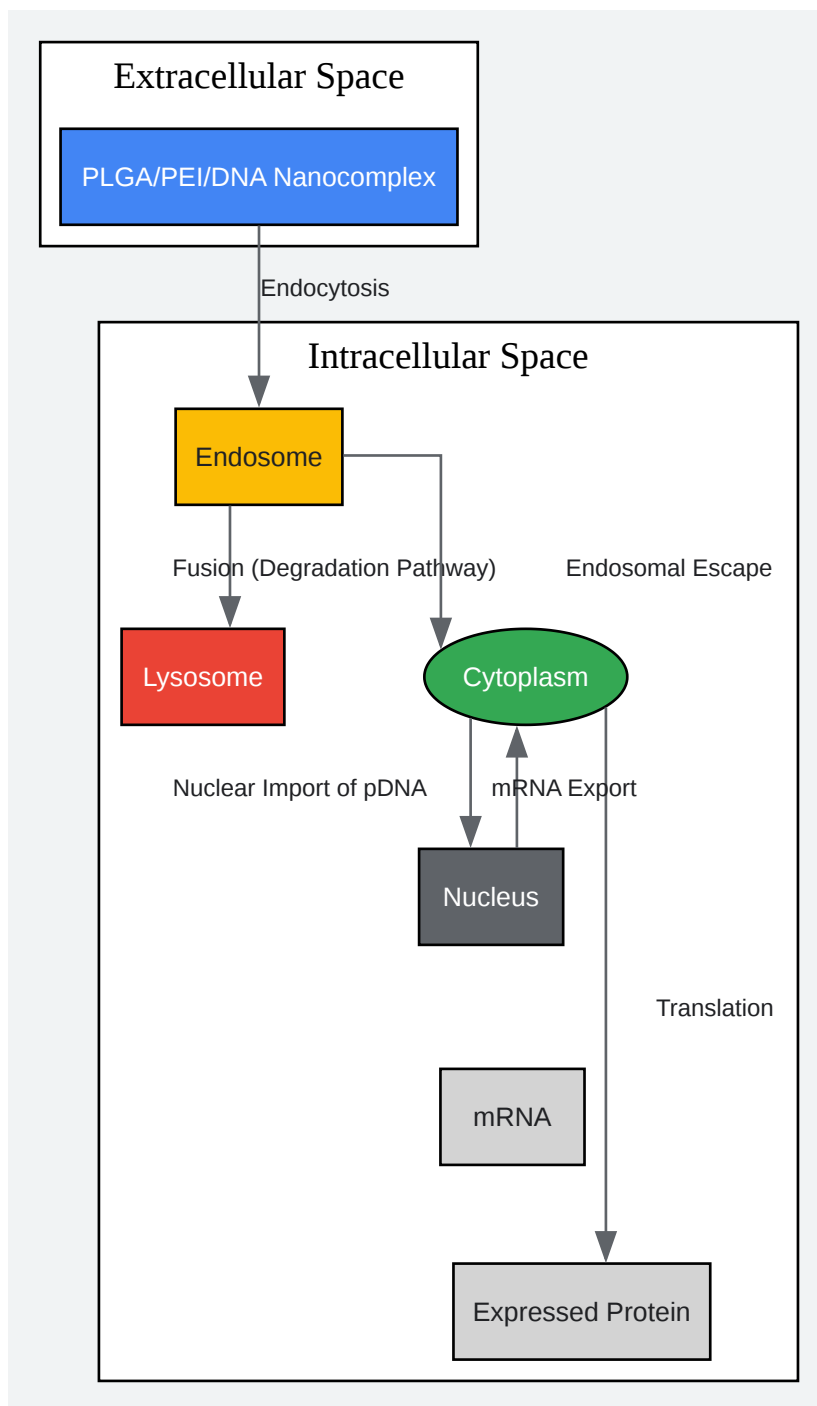 Extracellular Space
PLGA/PEI/DNA Nanocomplex
Endocytosis
Intracellular Space
Endosome
Fusion (Degradation Pathway)
Endosomal Escape
Lysosome
Cytoplasm
Nuclear Import of pDNA
mRNA Export
Nucleus
Translation
mRNA
Expressed Protein